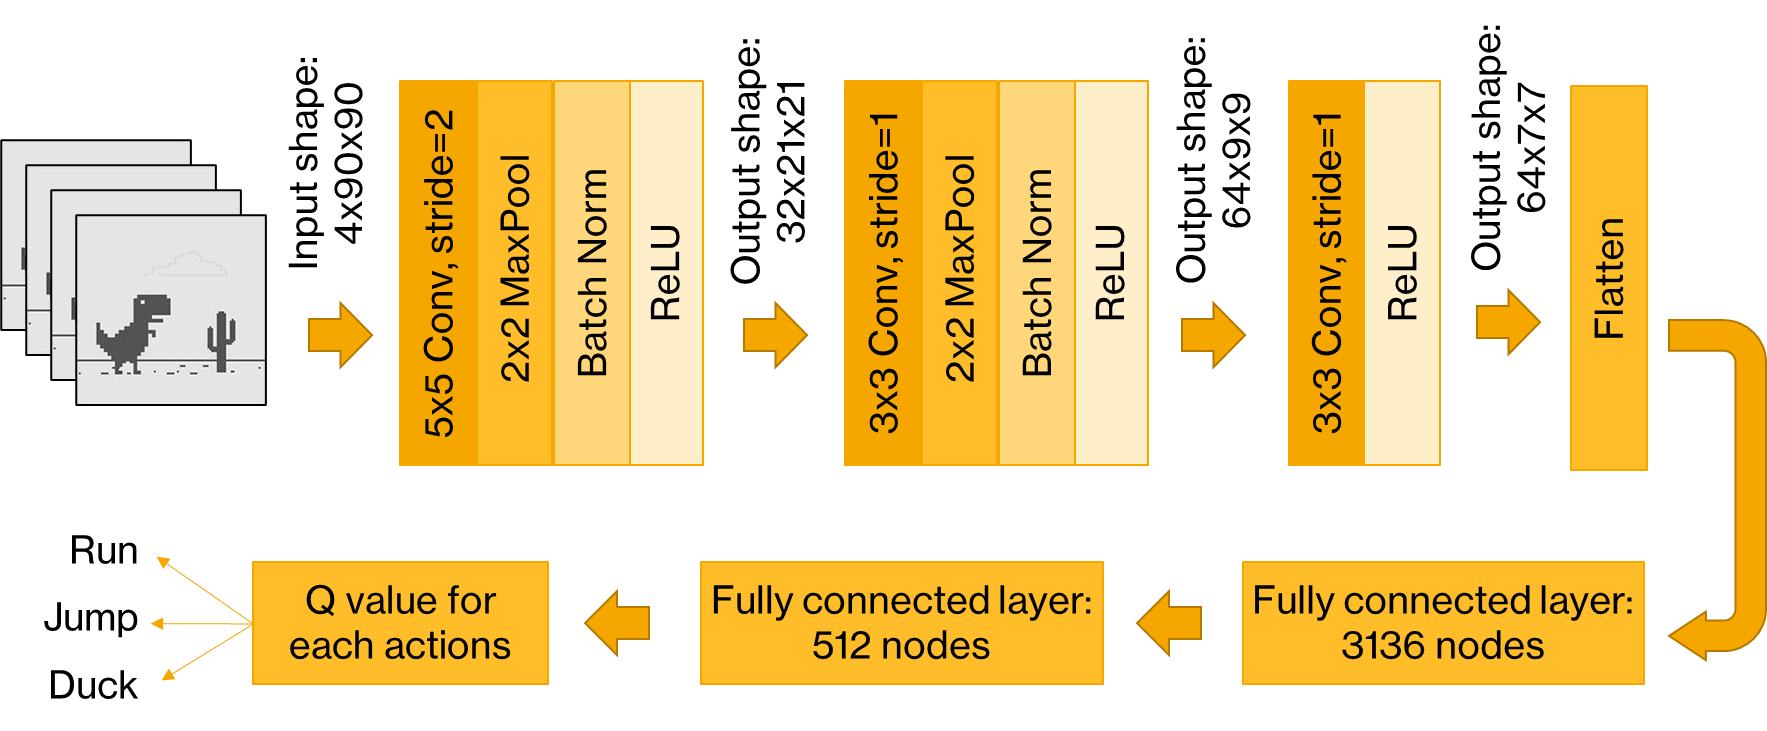 Input shape:
4x90x90
5x5 Conv, stride=2
2x2 MaxPool
Batch Norm
ReLU
Output shape:
32x21x21
3x3 Conv, stride=1
2x2 MaxPool
Batch Norm
ReLU
Output shape:
64x9x9
3x3 Conv, stride=1
ReLU
Output shape:
64x7x7
Flatten
Fully connected layer:
3136 nodes
Fully connected layer:
512 nodes
Q value for
each actions
Run
Jump
Duck